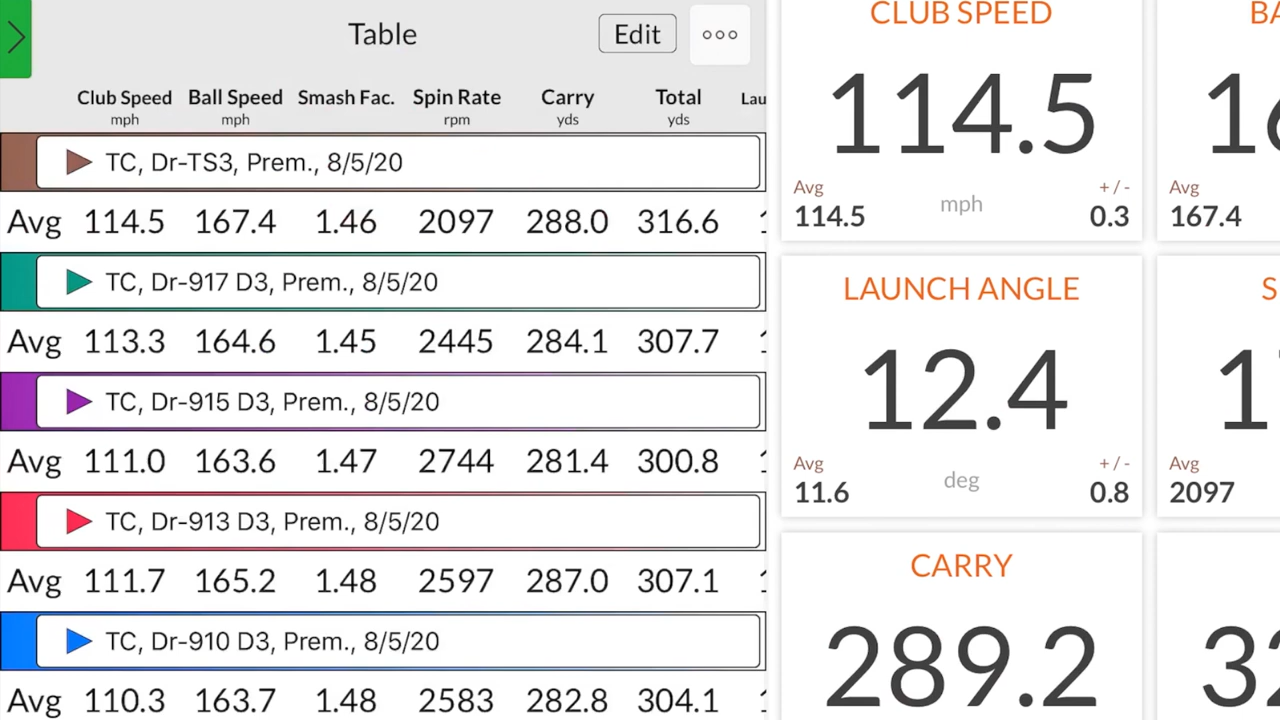 Table
Edit
Club Speed Ball Speed Smash Fac. Spin Rate Carry Total
mph mph rpm yds yds
TC, Dr-TS3, Prem., 8/5/20
Avg 114.5 167.4 1.46 2097 288.0 316.6
TC, Dr-917 D3, Prem., 8/5/20
Avg 113.3 164.6 1.45 2445 284.1 307.7
TC, Dr-915 D3, Prem., 8/5/20
Avg 111.0 163.6 1.47 2744 281.4 300.8
TC, Dr-913 D3, Prem., 8/5/20
Avg 111.7 165.2 1.48 2597 287.0 307.1
TC, Dr-910 D3, Prem., 8/5/20
Avg 110.3 163.7 1.48 2583 282.8 304.1
CLUB SPEED
114.5
Avg + / -
114.5 mph 0.3
Avg
167.4
LAUNCH ANGLE
12.4
Avg + / -
11.6 deg 0.8
Avg
2097
CARRY
289.2